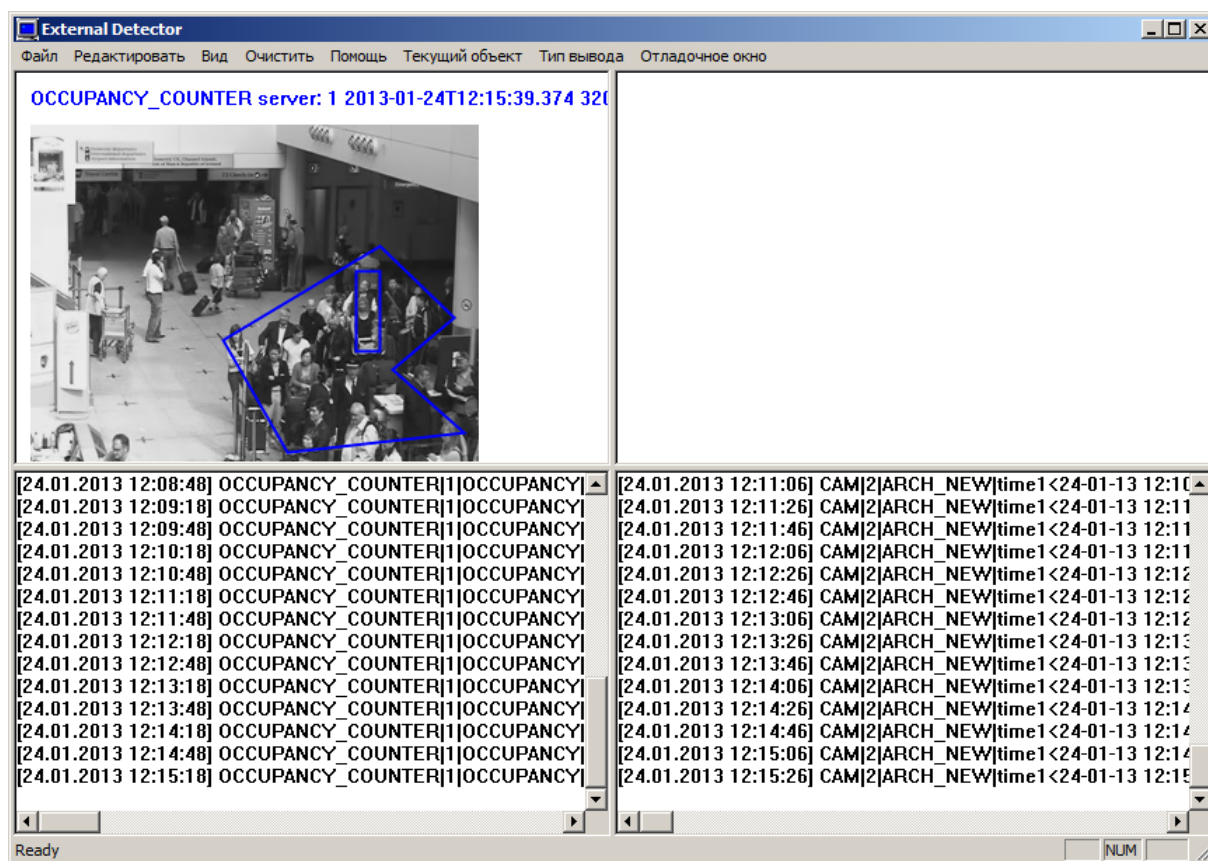 External Detector
Файл Редактировать Вид Очистить Помощь Текущий объект Тип вывода Отладочное окно
OCCUPANCY_COUNTER server: 1 2013-01-24T12:15:39.374 320
[24.01.2013 12:08:48] OCCUPANCY_COUNTER|1|OCCUPANCY|
[24.01.2013 12:09:18] OCCUPANCY_COUNTER|1|OCCUPANCY|
[24.01.2013 12:09:48] OCCUPANCY_COUNTER|1|OCCUPANCY|
[24.01.2013 12:10:18] OCCUPANCY_COUNTER|1|OCCUPANCY|
[24.01.2013 12:10:48] OCCUPANCY_COUNTER|1|OCCUPANCY|
[24.01.2013 12:11:18] OCCUPANCY_COUNTER|1|OCCUPANCY|
[24.01.2013 12:11:48] OCCUPANCY_COUNTER|1|OCCUPANCY|
[24.01.2013 12:12:18] OCCUPANCY_COUNTER|1|OCCUPANCY|
[24.01.2013 12:12:48] OCCUPANCY_COUNTER|1|OCCUPANCY|
[24.01.2013 12:13:18] OCCUPANCY_COUNTER|1|OCCUPANCY|
[24.01.2013 12:13:48] OCCUPANCY_COUNTER|1|OCCUPANCY|
[24.01.2013 12:14:18] OCCUPANCY_COUNTER|1|OCCUPANCY|
[24.01.2013 12:14:48] OCCUPANCY_COUNTER|1|OCCUPANCY|
[24.01.2013 12:15:18] OCCUPANCY_COUNTER|1|OCCUPANCY|
[24.01.2013 12:11:06] CAM|2|ARCH_NEW|time1<24-01-13 12:10
[24.01.2013 12:11:26] CAM|2|ARCH_NEW|time1<24-01-13 12:11
[24.01.2013 12:11:46] CAM|2|ARCH_NEW|time1<24-01-13 12:11
[24.01.2013 12:12:06] CAM|2|ARCH_NEW|time1<24-01-13 12:11
[24.01.2013 12:12:26] CAM|2|ARCH_NEW|time1<24-01-13 12:12
[24.01.2013 12:12:46] CAM|2|ARCH_NEW|time1<24-01-13 12:12
[24.01.2013 12:13:06] CAM|2|ARCH_NEW|time1<24-01-13 12:12
[24.01.2013 12:13:26] CAM|2|ARCH_NEW|time1<24-01-13 12:13
[24.01.2013 12:13:46] CAM|2|ARCH_NEW|time1<24-01-13 12:13
[24.01.2013 12:14:06] CAM|2|ARCH_NEW|time1<24-01-13 12:13
[24.01.2013 12:14:26] CAM|2|ARCH_NEW|time1<24-01-13 12:14
[24.01.2013 12:14:46] CAM|2|ARCH_NEW|time1<24-01-13 12:14
[24.01.2013 12:15:06] CAM|2|ARCH_NEW|time1<24-01-13 12:14
[24.01.2013 12:15:26] CAM|2|ARCH_NEW|time1<24-01-13 12:15
Ready
NUM